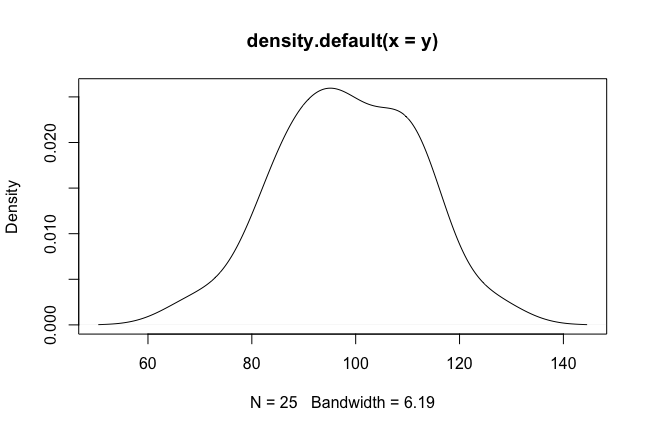 density.default(x = y)
Density
0.020
0.010
0.000
60 80 100 120 140
N = 25 Bandwidth = 6.19